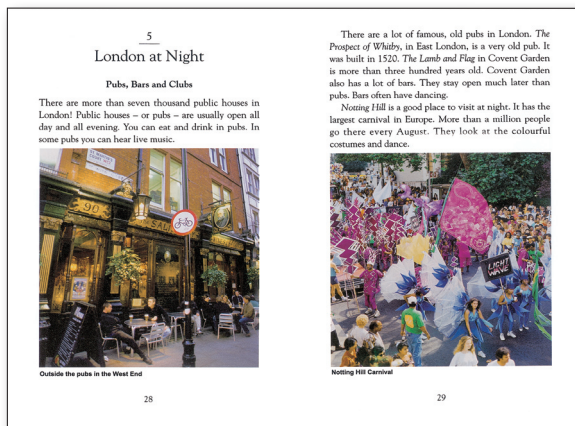 5
London at Night
Pubs, Bars and Clubs
There are more than seven thousand public houses in
London! Public houses – or pubs – are usually open all
day and all evening. You can eat and drink in pubs. In
some pubs you can hear live music.
90
Outside the pubs in the West End
28
There are a lot of famous, old pubs in London. The
Prospect of Whitby, in East London, is a very old pub. It
was built in 1520. The Lamb and Flag in Covent Garden
is more than three hundred years old. Covent Garden
also has a lot of bars. They stay open much later than
pubs. Bars often have dancing.
Notting Hill is a good place to visit at night. It has the
largest carnival in Europe. More than a million people
go there every August. They look at the colourful
costumes and dance.
LIGHT
WAVE
Notting Hill Carnival
29